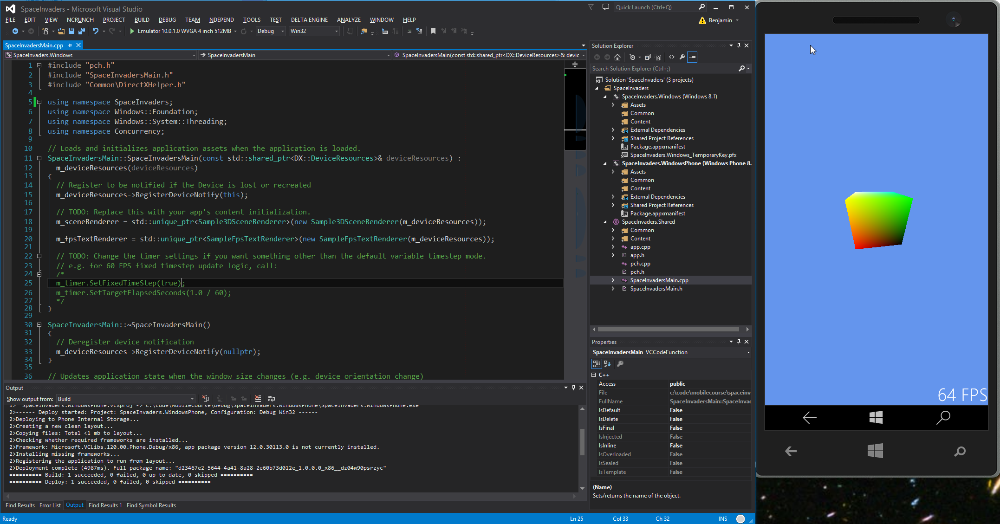 SpaceInvaders - Microsoft Visual Studio
Quick Launch (Ctrl+Q)
FILE EDIT VIEW NCRUNCH PROJECT BUILD DEBUG TEAM NDEPEND TOOLS TEST DELTA ENGINE ANALYZE WINDOW HELP
Benjamin
Emulator 10.0.1.0 WVGA 4 inch 512MB Debug Win32
SpaceInvadersMain.cpp
SpaceInvaders.Windows SpaceInvadersMain SpaceInvadersMain(const std::shared_ptr<DX::DeviceResources>& devic
1 #include "pch.h"
2 #include "SpaceInvadersMain.h"
3 #include "Common\DirectXHelper.h"
4
5 using namespace SpaceInvaders;
6 using namespace Windows::Foundation;
7 using namespace Windows::System::Threading;
8 using namespace Concurrency;
9
10 // Loads and initializes application assets when the application is loaded.
11 SpaceInvadersMain::SpaceInvadersMain(const std::shared_ptr<DX::DeviceResources>& deviceResources) :
12 m_deviceResources(deviceResources)
13 {
14 // Register to be notified if the Device is lost or recreated
15 m_deviceResources->RegisterDeviceNotify(this);
16
17 // TODO: Replace this with your app's content initialization.
18 m_sceneRenderer = std::unique_ptr<Sample3DSceneRenderer>(new Sample3DSceneRenderer(m_deviceResources));
19
20 m_fpsTextRenderer = std::unique_ptr<SampleFpsTextRenderer>(new SampleFpsTextRenderer(m_deviceResources));
21
22 // TODO: Change the timer settings if you want something other than the default variable timestep mode.
23 // e.g. for 60 FPS fixed timestep update logic, call:
24 /*
25 m_timer.SetFixedTimeStep(true);
26 m_timer.SetTargetElapsedSeconds(1.0 / 60);
27 */
28 }
29
30 SpaceInvadersMain::~SpaceInvadersMain()
31 {
32 // Deregister device notification
33 m_deviceResources->RegisterDeviceNotify(nullptr);
34 }
35
36 // Updates application state when the window size changes (e.g. device orientation change)
Output
Show output from: Build
1> SpaceInvaders.WindowsPhone.vcxproj -> C:\code\MobileCourse\Debug\SpaceInvaders.WindowsPhone\SpaceInvaders.WindowsPhone.exe
2>------ Deploy started: Project: SpaceInvaders.WindowsPhone, Configuration: Debug Win32 ------
2>Deploying to Phone Internal Storage...
2>Creating a new clean layout...
2>Copying files: Total <1 mb to layout...
2>Checking whether required frameworks are installed...
2>Framework: Microsoft.VCLibs.120.00.Phone.Debug/x86, app package version 12.0.30113.0 is not currently installed.
2>Installing missing frameworks...
2>Registering the application to run from layout...
2>Deployment complete (4987ms). Full package name: "d23467e2-5644-4a41-8a28-2e60b73d012e_1.0.0.0_x86__dz04w90psrzyc"
========== Build: 1 succeeded, 0 failed, 0 up-to-date, 0 skipped ==========
========== Deploy: 1 succeeded, 0 failed, 0 skipped ==========
Find Results Error List Output Find Results 1 Find Symbol Results
Ready Ln 25 Col 33 Ch 32 INS
Solution Explorer
Search Solution Explorer (Ctrl+;)
Solution 'SpaceInvaders' (3 projects)
SpaceInvaders
SpaceInvaders.Windows (Windows 8.1)
Assets
Common
Content
External Dependencies
Shared Project References
Package.appxmanifest
SpaceInvaders.Windows_TemporaryKey.pfx
SpaceInvaders.WindowsPhone (Windows Phone 8.
Assets
Common
Content
External Dependencies
Shared Project References
Package.appxmanifest
SpaceInvaders.Shared
Common
Content
app.cpp
app.h
pch.cpp
pch.h
SpaceInvadersMain.cpp
SpaceInvadersMain.h
Properties
SpaceInvadersMain VCCodeFunction
C++
Access public
File c:\code\mobilecourse\spaceinv
FullName SpaceInvadersMain::SpaceInvad
IsDefault False
IsDelete False
IsFinal False
IsInjected False
IsInline False
IsOverloaded False
IsSealed False
IsTemplate False
(Name)
Sets/returns the name of the object.
64 FPS